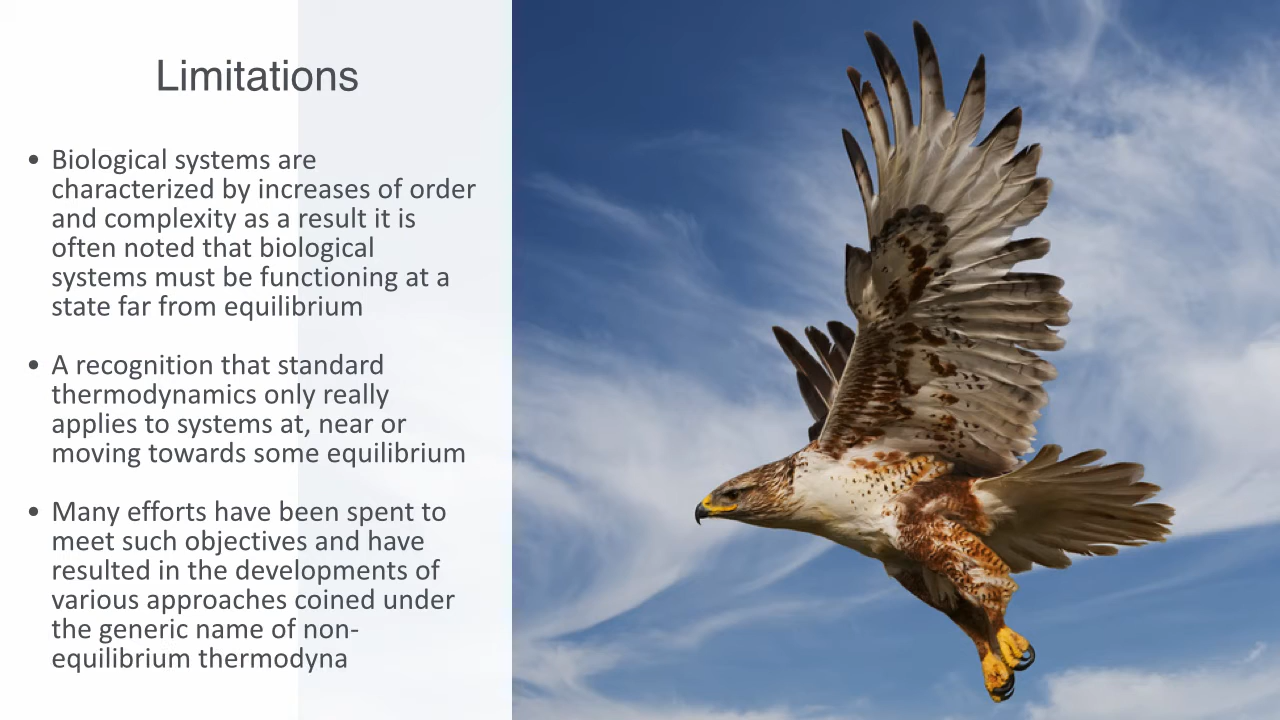 Limitations
• Biological systems are
characterized by increases of order
and complexity as a result it is
often noted that biological
systems must be functioning at a
state far from equilibrium
• A recognition that standard
thermodynamics only really
applies to systems at, near or
moving towards some equilibrium
• Many efforts have been spent to
meet such objectives and have
resulted in the developments of
various approaches coined under
the generic name of non-
equilibrium thermodyna